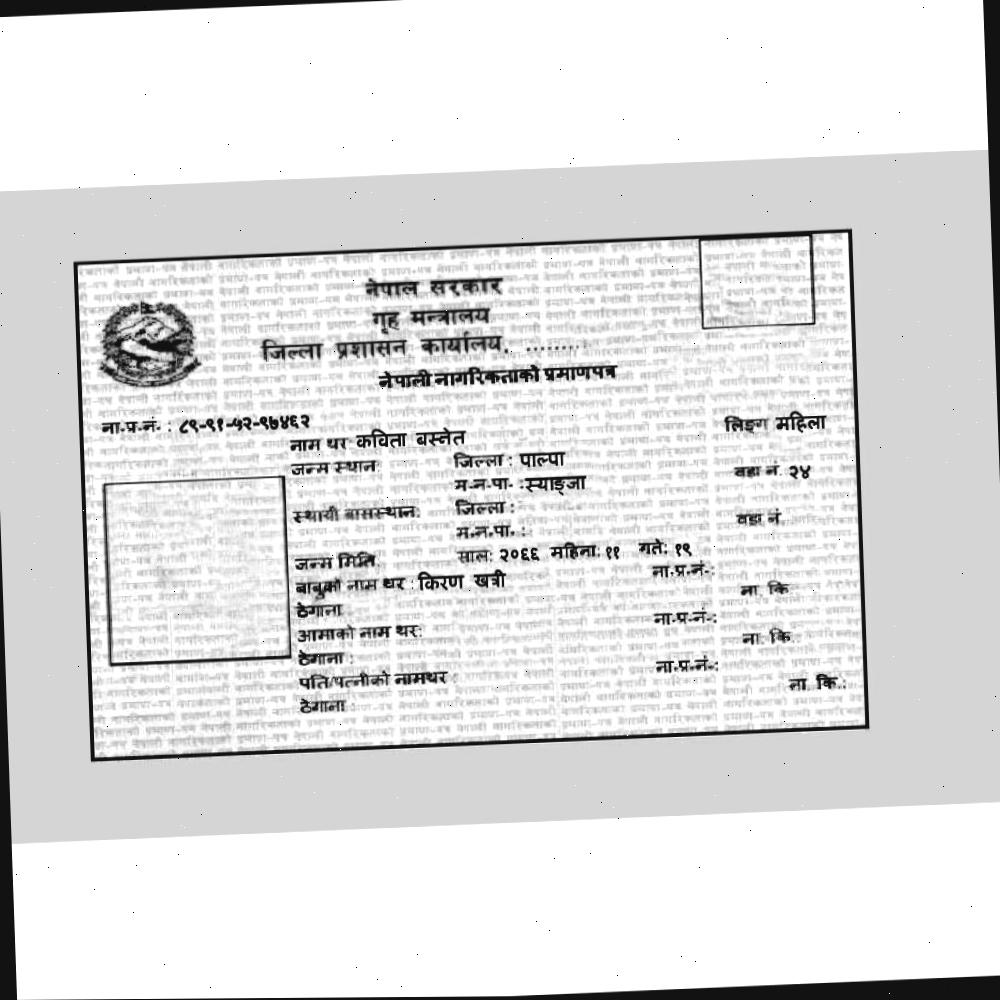 नेपाल सरकार
गृह मन्त्रालय
जिल्ला प्रशासन कार्यालय, .........
नेपाली नागरिकताको प्रमाणपत्र
ना.प्र.नं. : ८९-९१-५२-९७४६२
लिङ्ग महिला
नाम थर कविता बस्नेत
जन्म स्थान जिल्ला : पाल्पा
म.न.पा. :स्याङ्जा वडा नं. २४
स्थायी बासस्थान: जिल्ला :
म.न.पा. : वडा नं.
जन्म मिति साल: २०६६ महिना: ११ गते: १९
बाबुको नाम थर : किरण खत्री ना.प्र.नं.:
ठेगाना ना. कि
आमाको नाम थर: ना.प्र.नं.:
ठेगाना : ना. कि.:
पति/पत्नीको नामथर : ना.प्र.नं.:
ठेगाना : ना. कि.: